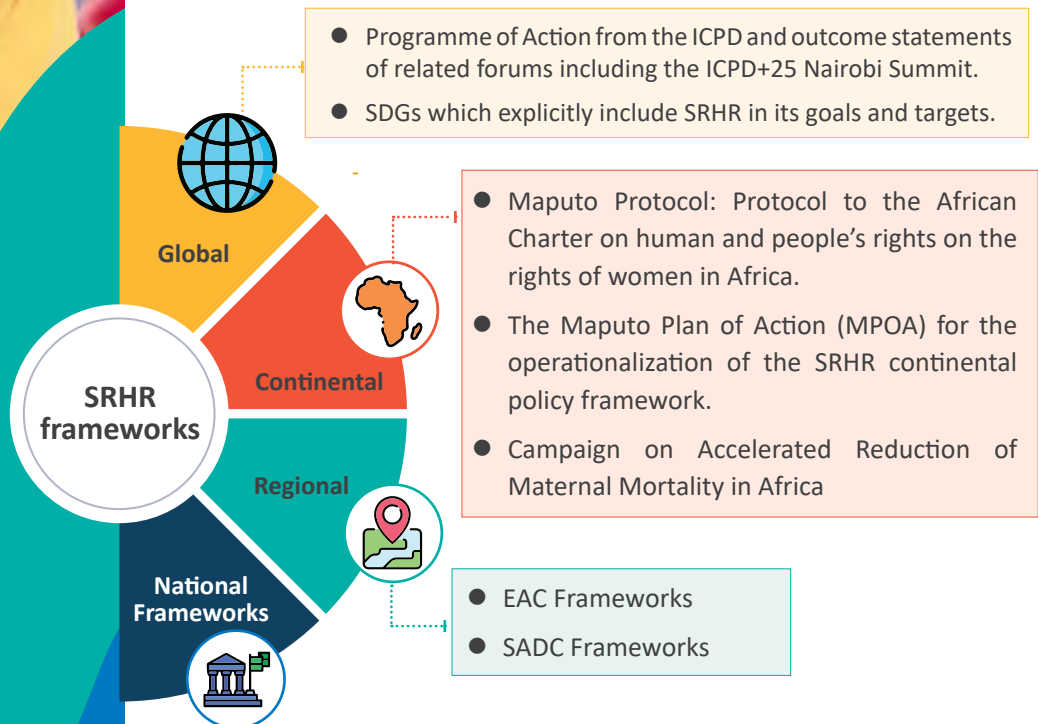 ● Programme of Action from the ICPD and outcome statements
of related forums including the ICPD+25 Nairobi Summit.
● SDGs which explicitly include SRHR in its goals and targets.
Global
● Maputo Protocol: Protocol to the African
Charter on human and people’s rights on the
rights of women in Africa.
● The Maputo Plan of Action (MPOA) for the
operationalization of the SRHR continental
policy framework.
● Campaign on Accelerated Reduction of
Maternal Mortality in Africa
Continental
SRHR
frameworks
Regional
● EAC Frameworks
● SADC Frameworks
National
Frameworks